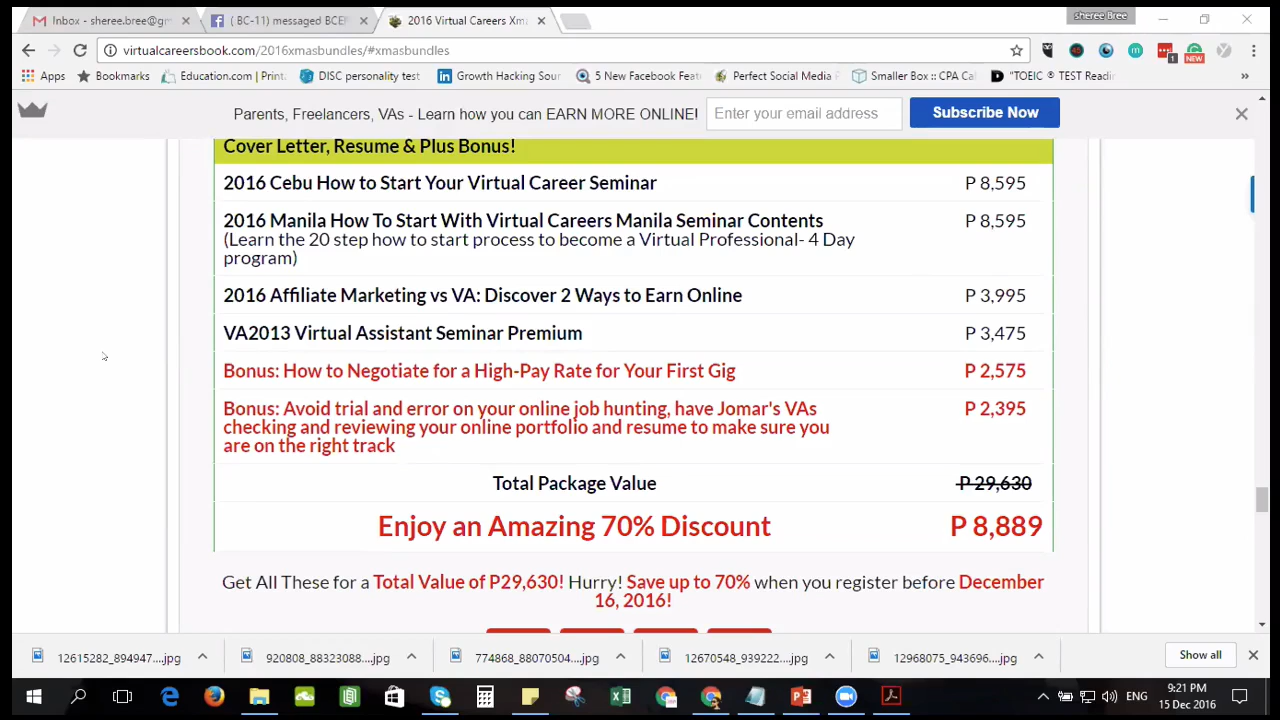 Inbox - sheree.bree@gm
( BC-11) messaged BCE
2016 Virtual Careers Xma
sheree Bree
virtualcareersbook.com/2016xmasbundles/#xmasbundles
Apps
Bookmarks
Education.com | Print.
DISC personality test
Growth Hacking Sour
5 New Facebook Feat
Perfect Social Media
Smaller Box :: CPA Cal
"TOEIC ® TEST Readin
»
Parents, Freelancers, VAs - Learn how you can EARN MORE ONLINE!
Enter your email address
Subscribe Now
Cover Letter, Resume & Plus Bonus!
2016 Cebu How to Start Your Virtual Career Seminar P 8,595
2016 Manila How To Start With Virtual Careers Manila Seminar Contents P 8,595
(Learn the 20 step how to start process to become a Virtual Professional- 4 Day
program)
2016 Affiliate Marketing vs VA: Discover 2 Ways to Earn Online P 3,995
VA2013 Virtual Assistant Seminar Premium P 3,475
Bonus: How to Negotiate for a High-Pay Rate for Your First Gig P 2,575
Bonus: Avoid trial and error on your online job hunting, have Jomar's VAs P 2,395
checking and reviewing your online portfolio and resume to make sure you
are on the right track
Total Package Value P 29,630
Enjoy an Amazing 70% Discount P 8,889
Get All These for a Total Value of P29,630! Hurry! Save up to 70% when you register before December
16, 2016!
12615282_894947....jpg
920808_88323088....jpg
774868_88070504....jpg
12670548_939222....jpg
12968075_943696....jpg
Show all
ENG
9:21 PM
15 Dec 2016